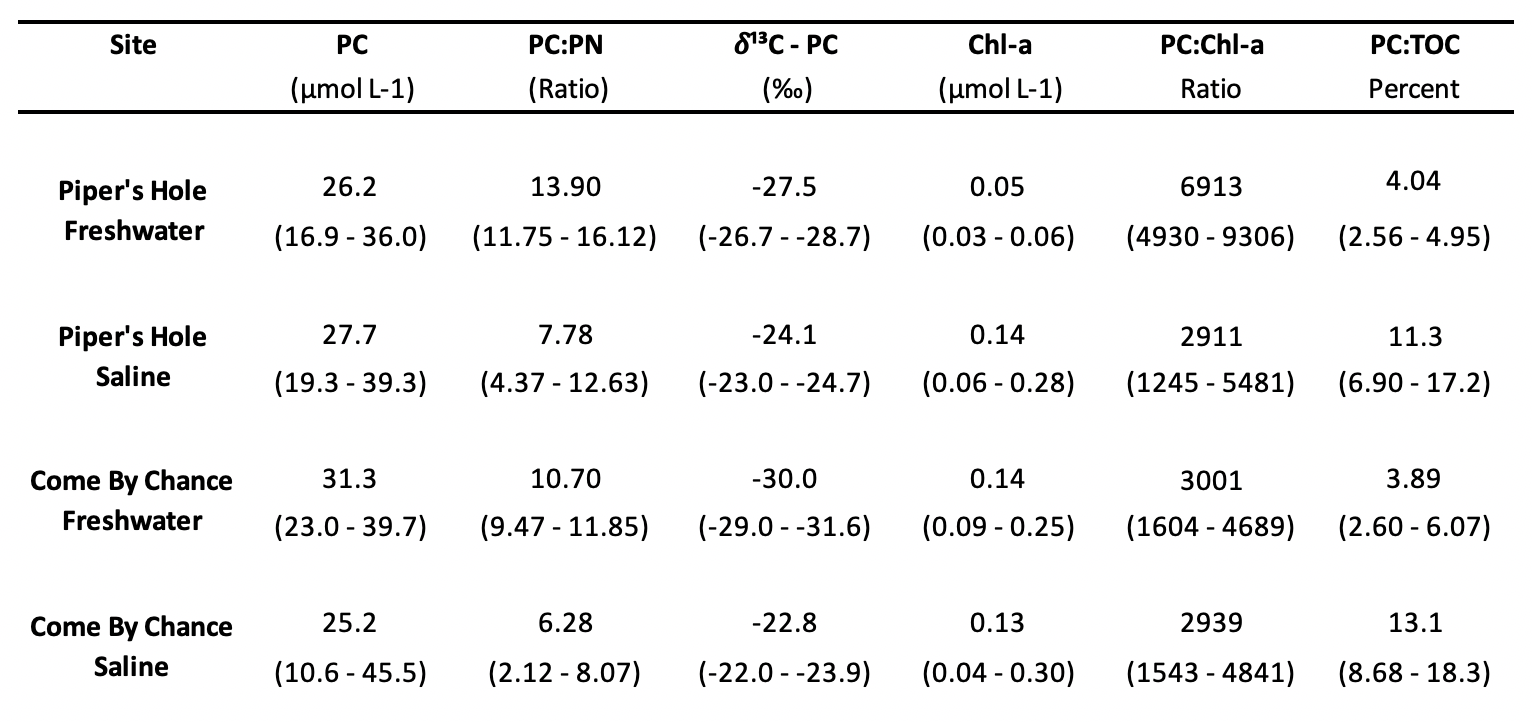 Site PC PC:PN δ¹³C - PC Chl-a PC:Chl-a PC:TOC
(µmol L-1) (Ratio) (‰) (µmol L-1) Ratio Percent
Piper's Hole 26.2 13.90 -27.5 0.05 6913 4.04
Freshwater (16.9 - 36.0) (11.75 - 16.12) (-26.7 - -28.7) (0.03 - 0.06) (4930 - 9306) (2.56 - 4.95)
Piper's Hole 27.7 7.78 -24.1 0.14 2911 11.3
Saline (19.3 - 39.3) (4.37 - 12.63) (-23.0 - -24.7) (0.06 - 0.28) (1245 - 5481) (6.90 - 17.2)
Come By Chance 31.3 10.70 -30.0 0.14 3001 3.89
Freshwater (23.0 - 39.7) (9.47 - 11.85) (-29.0 - -31.6) (0.09 - 0.25) (1604 - 4689) (2.60 - 6.07)
Come By Chance 25.2 6.28 -22.8 0.13 2939 13.1
Saline (10.6 - 45.5) (2.12 - 8.07) (-22.0 - -23.9) (0.04 - 0.30) (1543 - 4841) (8.68 - 18.3)